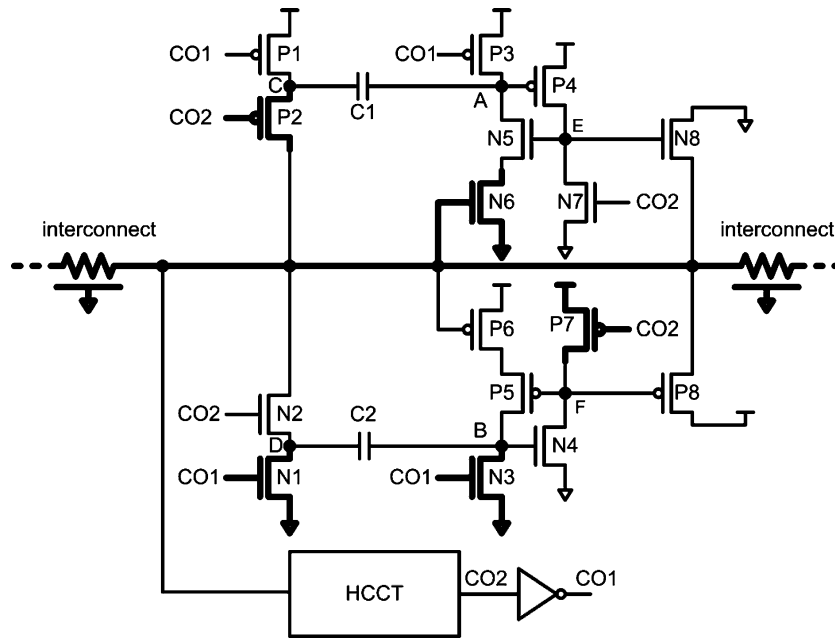 CO1 P1 CO1 P3
C A P4
CO2 P2 C1
N5 E N8
N6 N7 CO2
interconnect interconnect
P6 P7 CO2
P5 F P8
CO2 N2 C2
D B N4
CO1 N1 CO1 N3
HCCT CO2 CO1